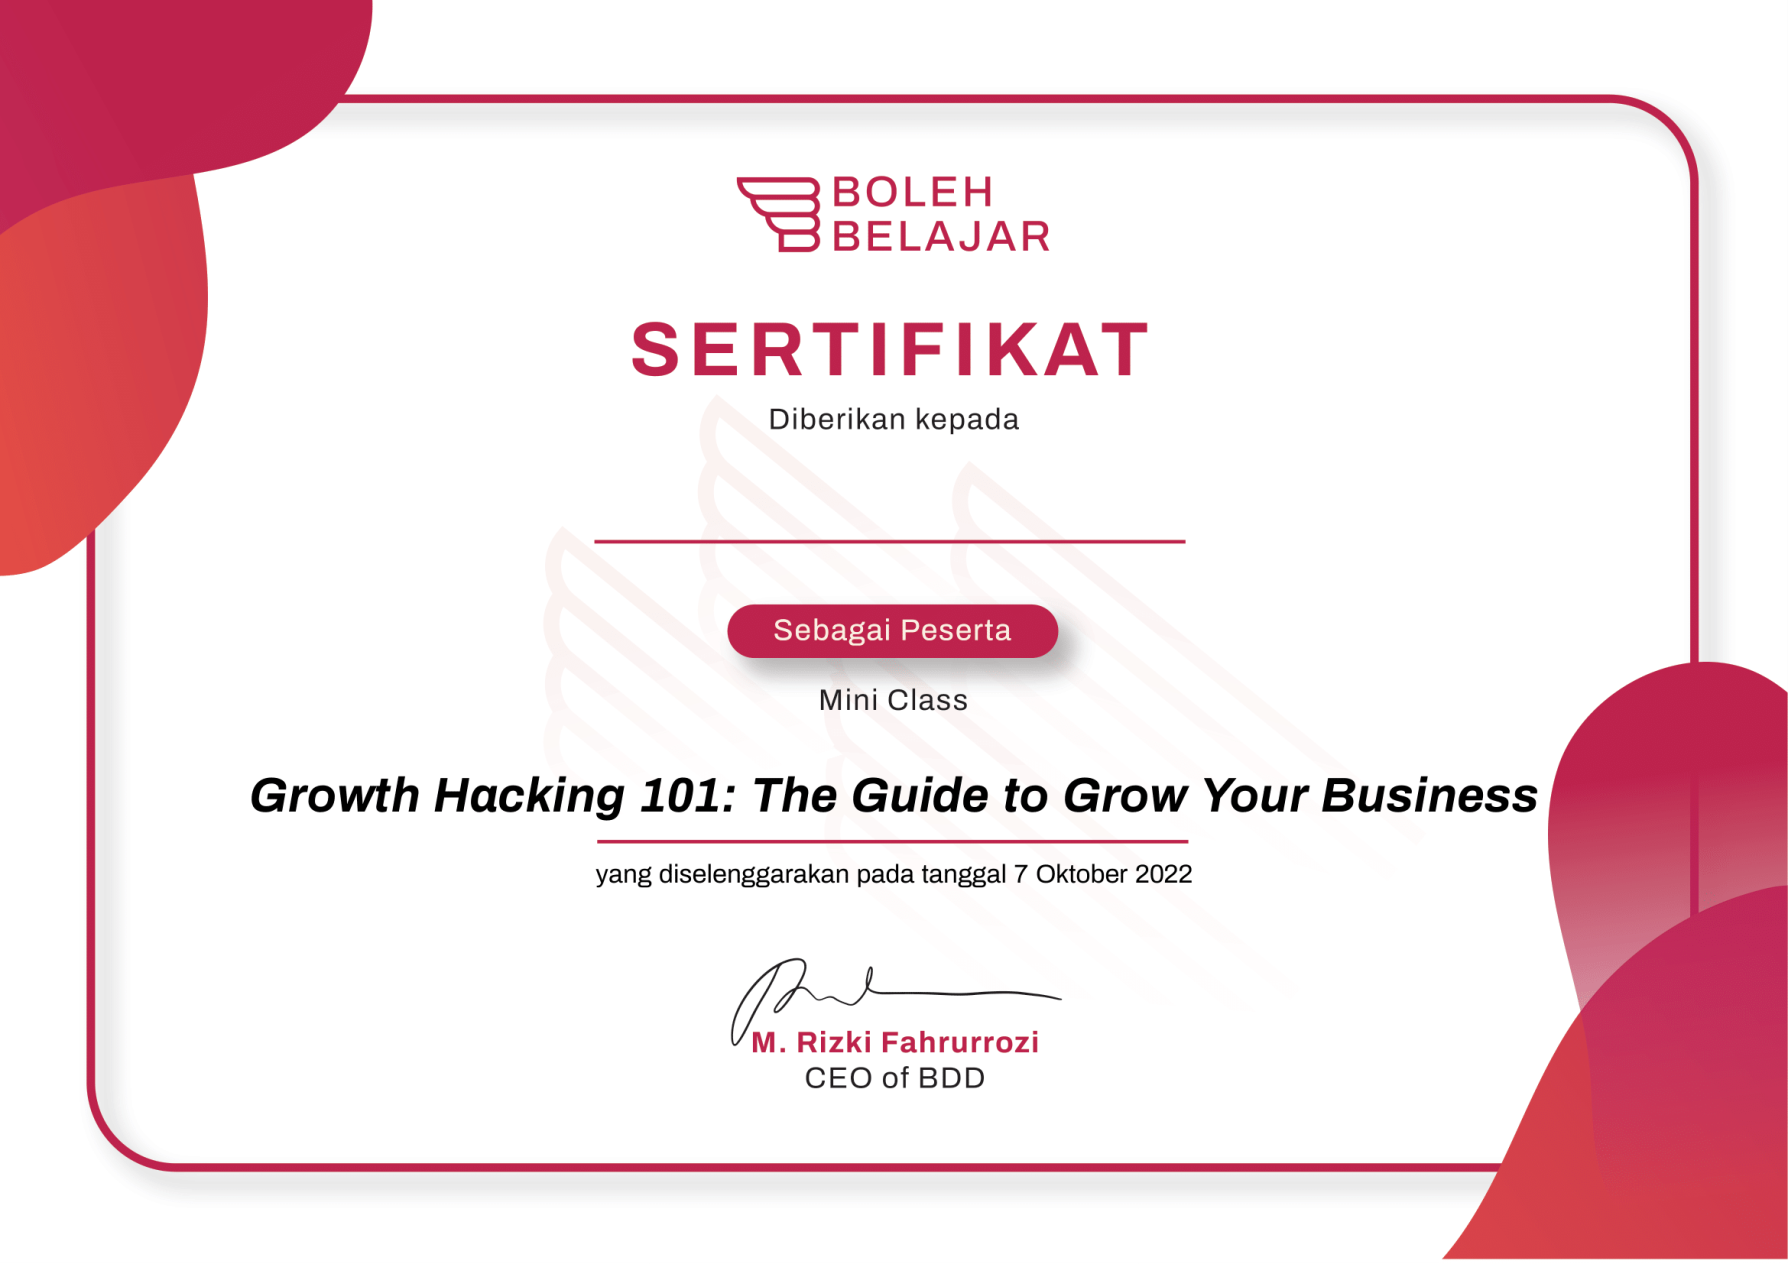 BOLEH
BELAJAR
SERTIFIKAT
Diberikan kepada
Sebagai Peserta
Mini Class
Growth Hacking 101: The Guide to Grow Your Business
yang diselenggarakan pada tanggal 7 Oktober 2022
M. Rizki Fahrurrozi
CEO of BDD